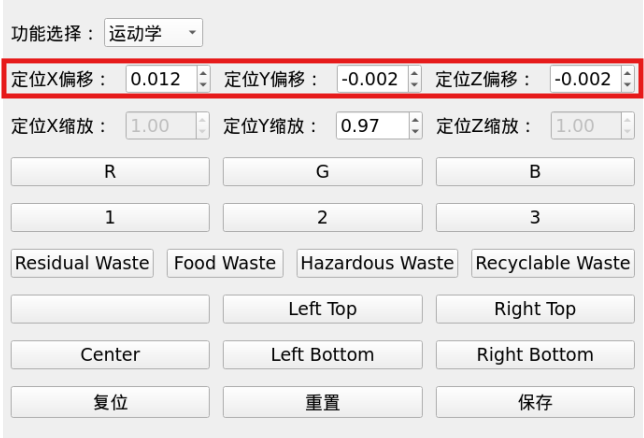 功能选择： 运动学
定位X偏移： 0.012 定位Y偏移： -0.002 定位Z偏移： -0.002
定位X缩放： 1.00 定位Y缩放： 0.97 定位Z缩放： 1.00
R G B
1 2 3
Residual Waste Food Waste Hazardous Waste Recyclable Waste
Left Top Right Top
Center Left Bottom Right Bottom
复位 重置 保存